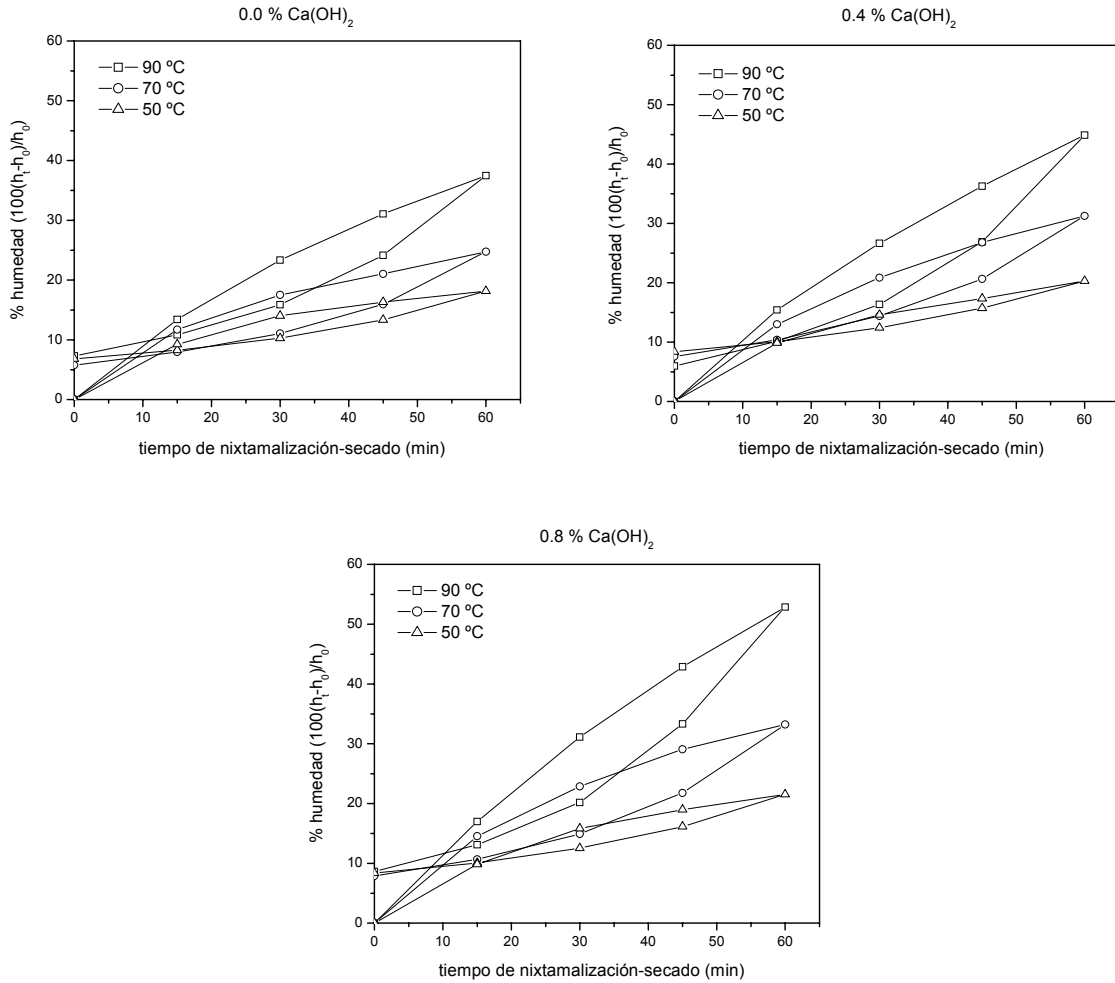 0.0 % Ca(OH)₂
60
50
40
30
20
10
0
% humedad (100(hₜ-h₀)/h₀)
90 ºC
70 ºC
50 ºC
0 10 20 30 40 50 60
tiempo de nixtamalización-secado (min)
0.4 % Ca(OH)₂
60
50
40
30
20
10
0
% humedad (100(hₜ-h₀)/h₀)
90 ºC
70 ºC
50 ºC
0 10 20 30 40 50 60
tiempo de nixtamalización-secado (min)
0.8 % Ca(OH)₂
60
50
40
30
20
10
0
% humedad (100(hₜ-h₀)/h₀)
90 ºC
70 ºC
50 ºC
0 10 20 30 40 50 60
tiempo de nixtamalización-secado (min)